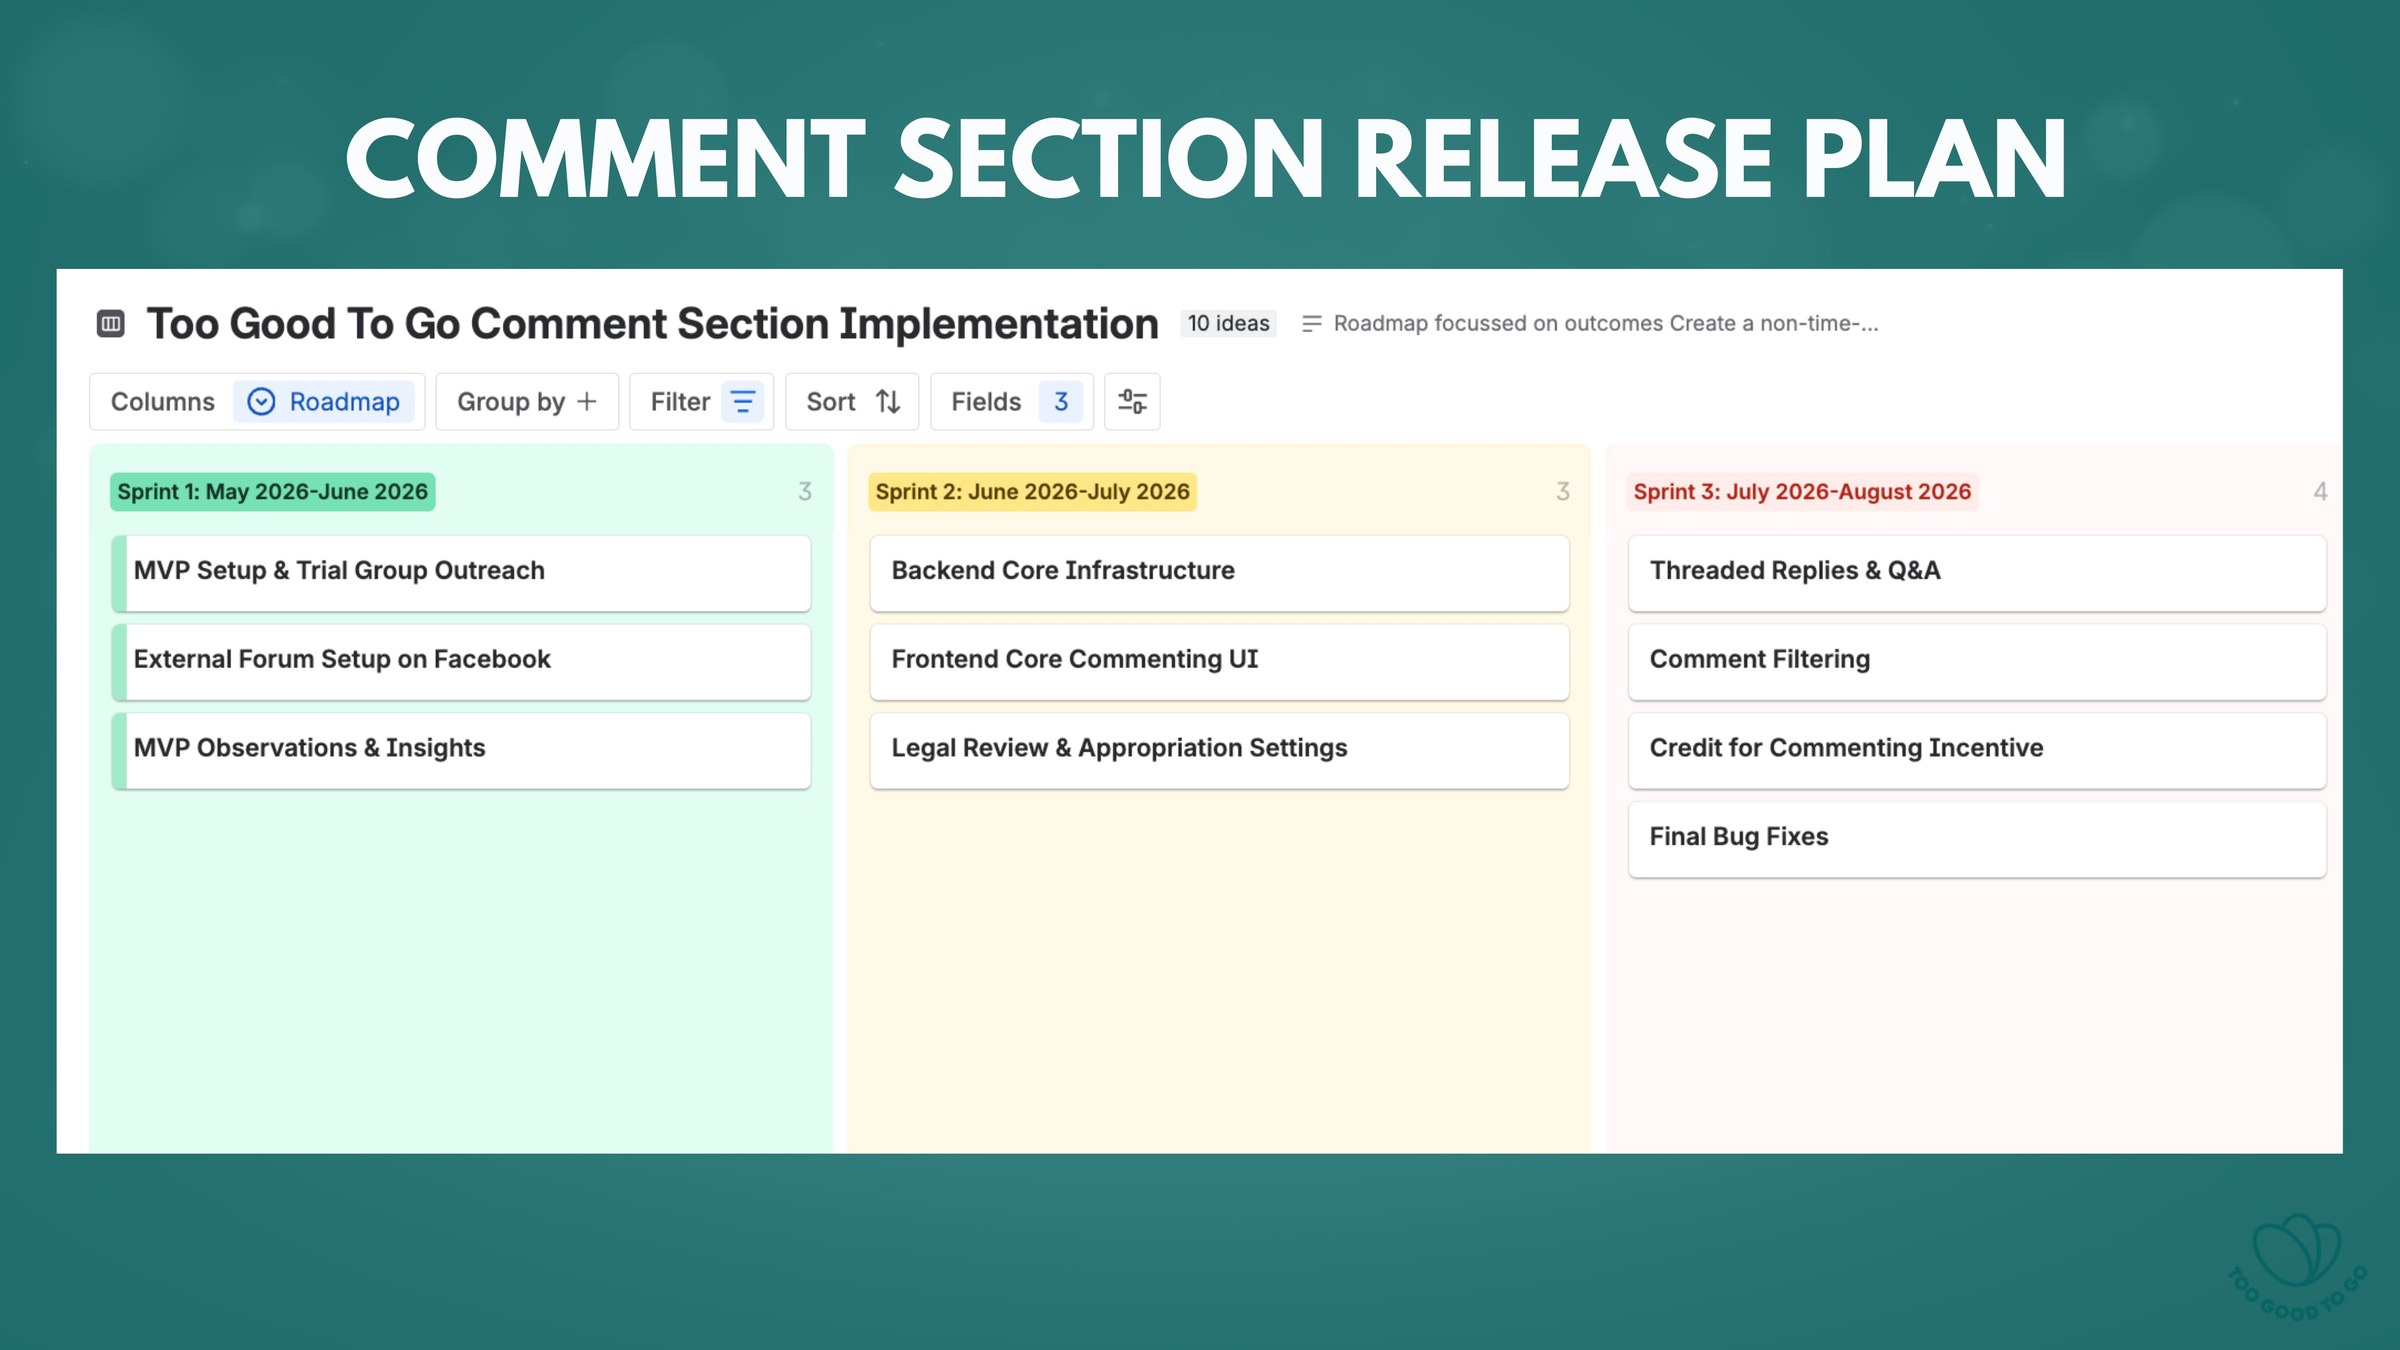 COMMENT SECTION RELEASE PLAN
Too Good To Go Comment Section Implementation 10 ideas Roadmap focussed on outcomes Create a non-time-...
Columns Roadmap Group by + Filter Sort Fields 3
Sprint 1: May 2026-June 2026 3
MVP Setup & Trial Group Outreach
External Forum Setup on Facebook
MVP Observations & Insights
Sprint 2: June 2026-July 2026 3
Backend Core Infrastructure
Frontend Core Commenting UI
Legal Review & Appropriation Settings
Sprint 3: July 2026-August 2026 4
Threaded Replies & Q&A
Comment Filtering
Credit for Commenting Incentive
Final Bug Fixes
TOO GOOD TO GO